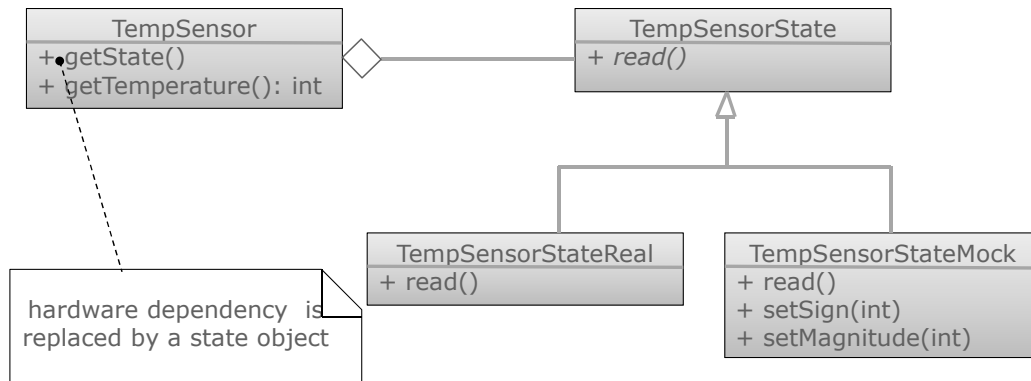 TempSensor
+ getState()
+ getTemperature(): int
TempSensorState
+ read()
TempSensorStateReal
+ read()
TempSensorStateMock
+ read()
+ setSign(int)
+ setMagnitude(int)
hardware dependency is
replaced by a state object